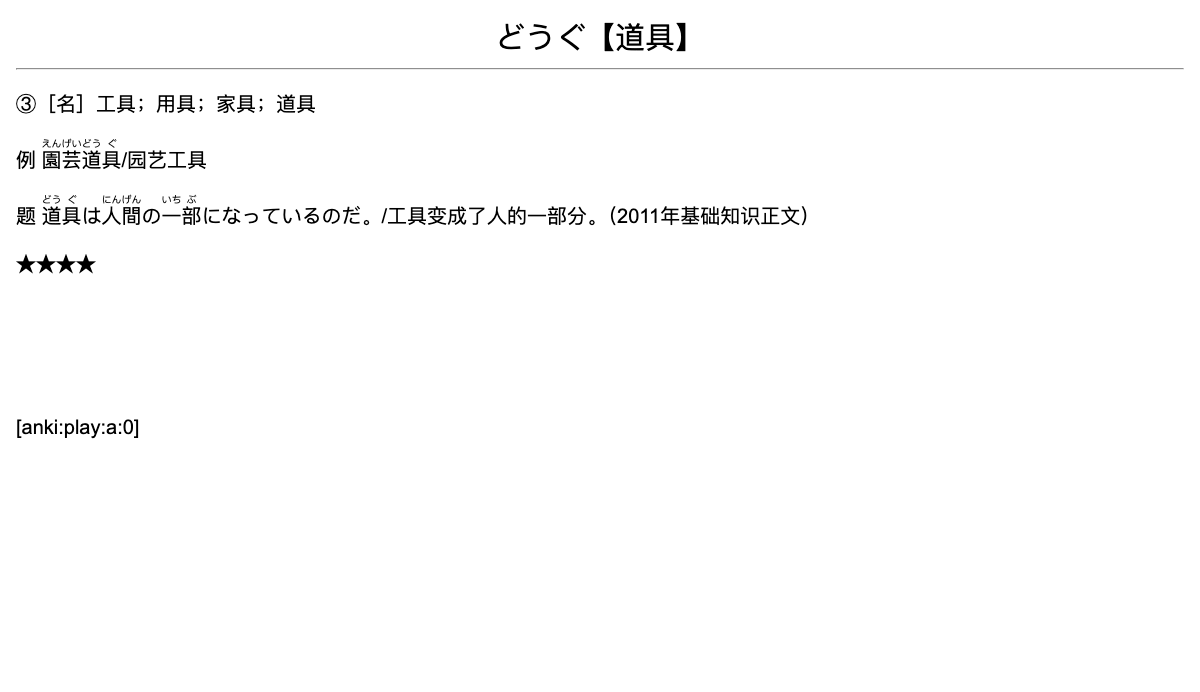 どうぐ【道具】
③［名］工具；用具；家具；道具
えんげいどう ぐ
例 園芸道具/园艺工具
どう ぐ にんげん いち ぶ
题 道具は人間の一部になっているのだ。/工具变成了人的一部分。（2011年基础知识正文）
★★★★
[anki:play:a:0]